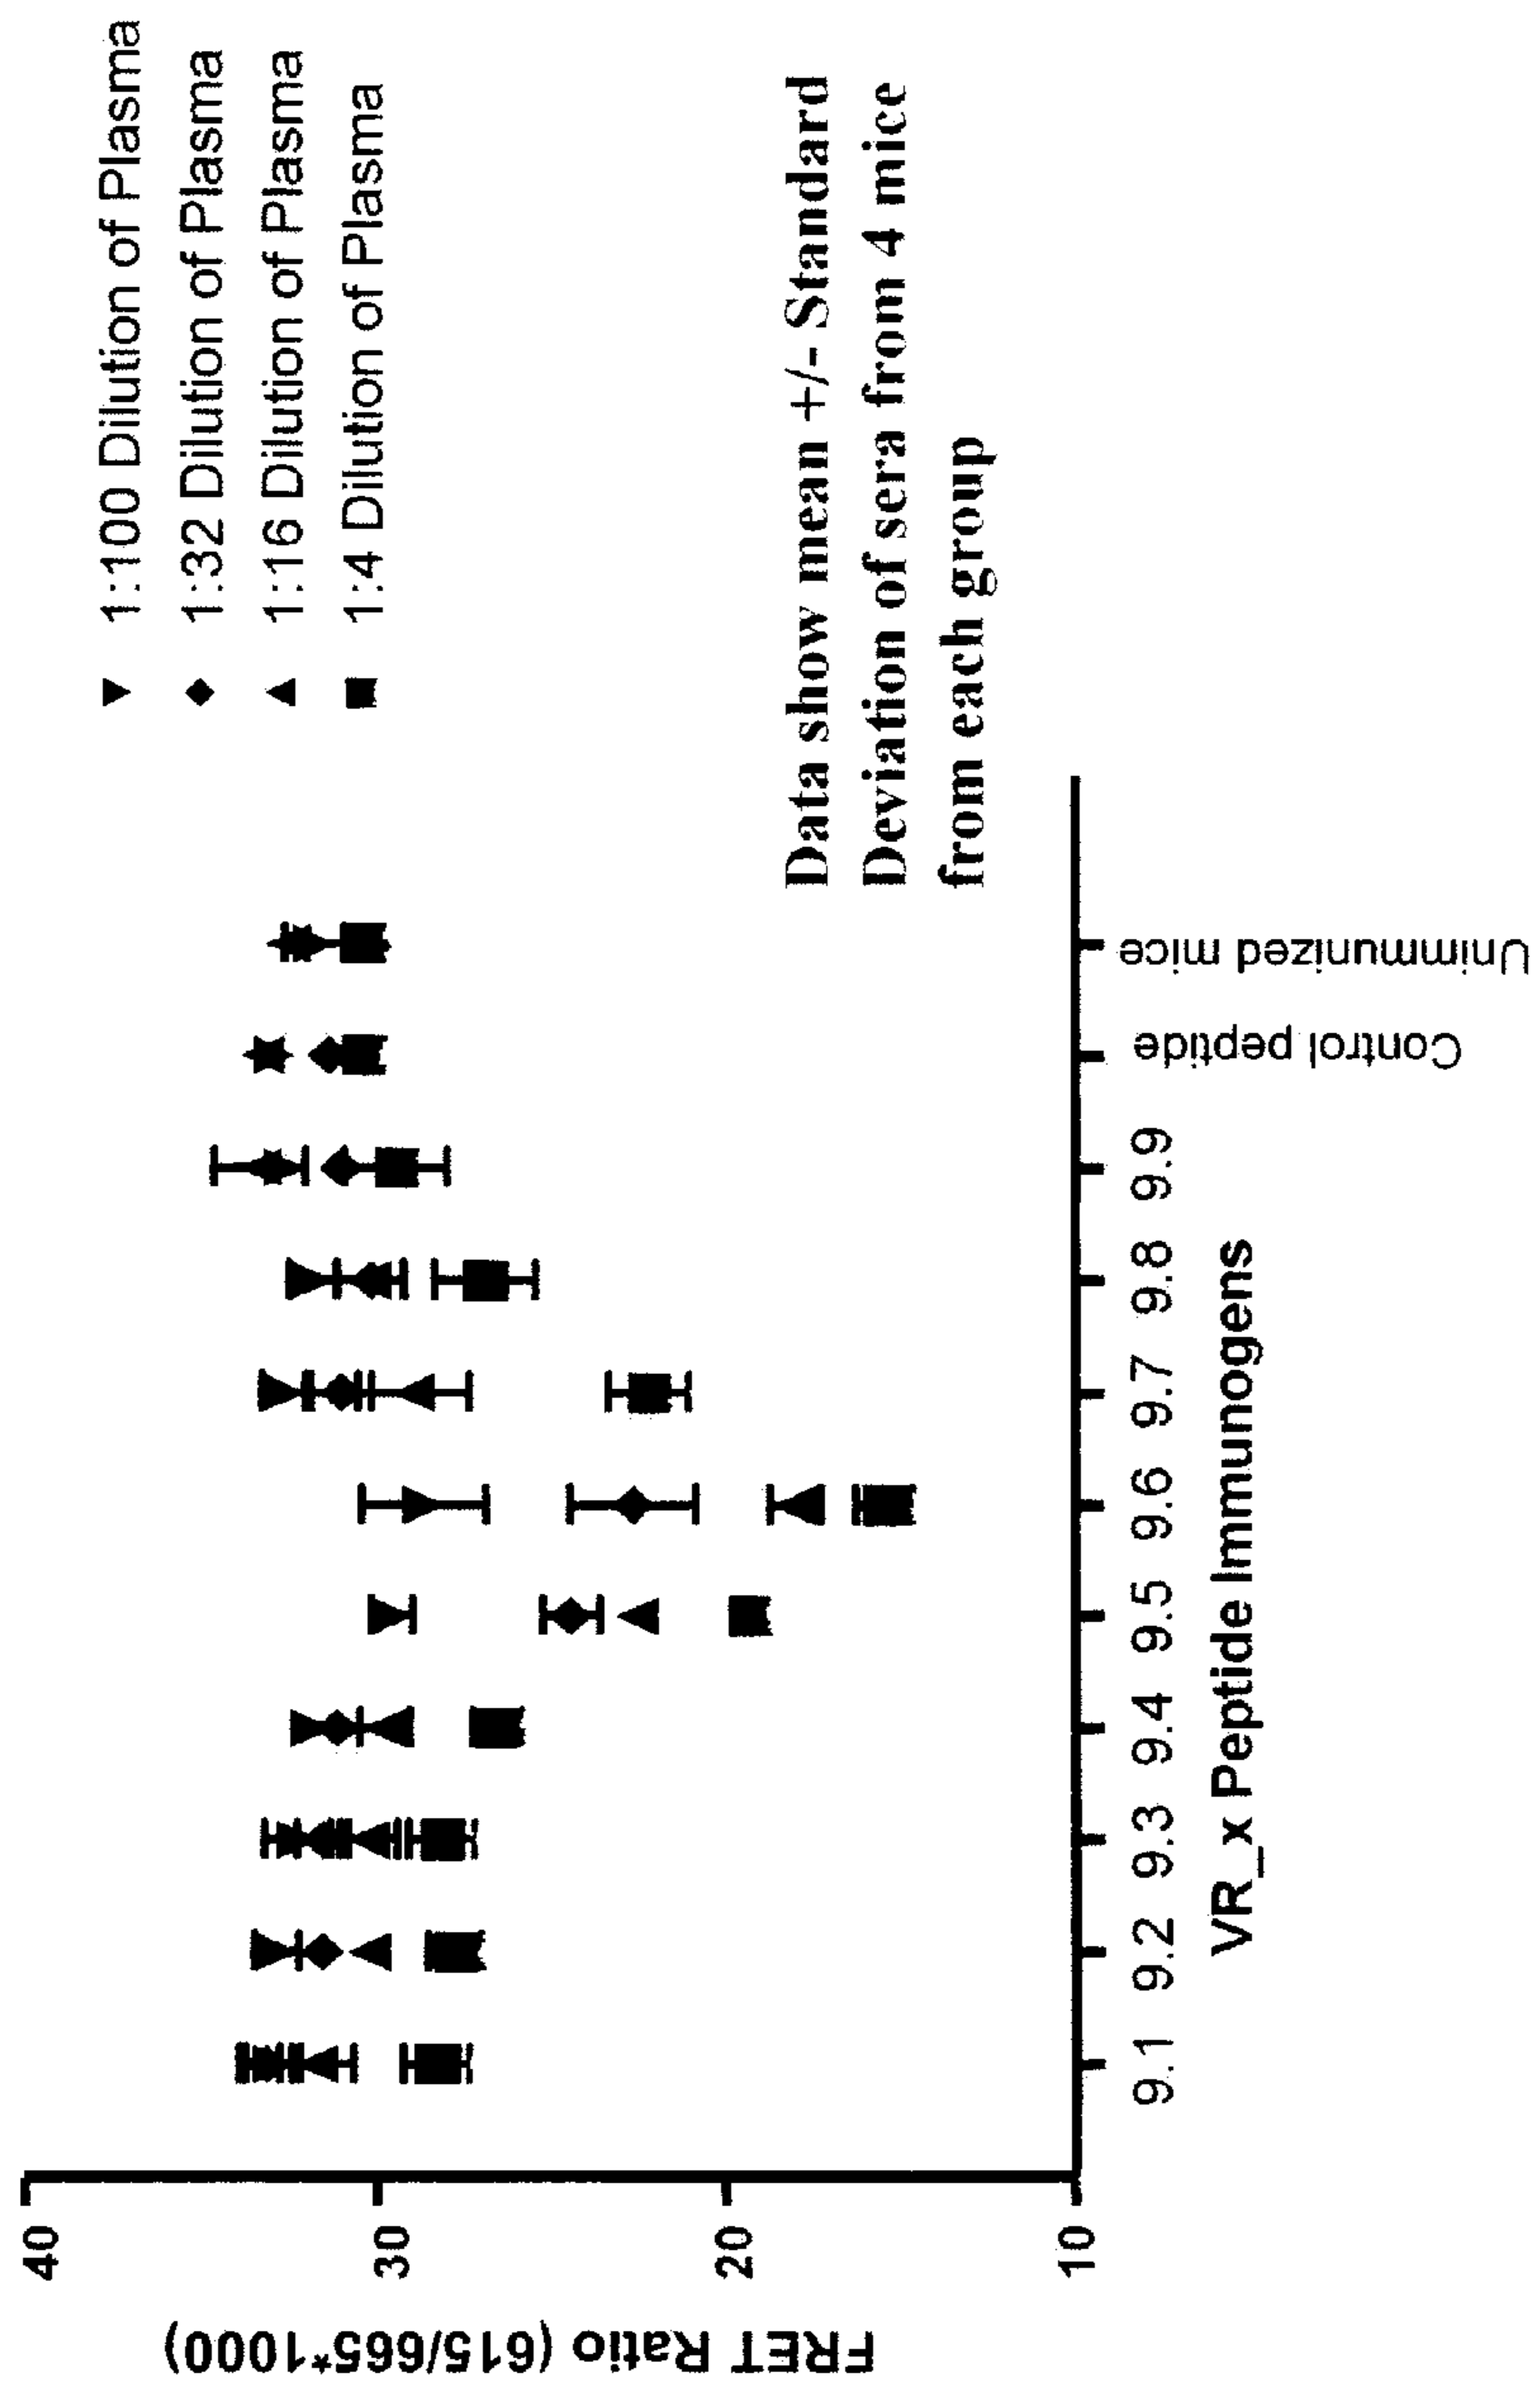 1:100 Dilution of Plasma
1:32 Dilution of Plasma
1:16 Dilution of Plasma
1:4 Dilution of Plasma
Data show mean +/- Standard
Deviation of sera from 4 mice
from each group
FRET Ratio (615/665*1000)
40
30
20
10
9.1 9.2 9.3 9.4 9.5 9.6 9.7 9.8 9.9 Control peptide Unimmunized mice
VR_x Peptide Immunogens